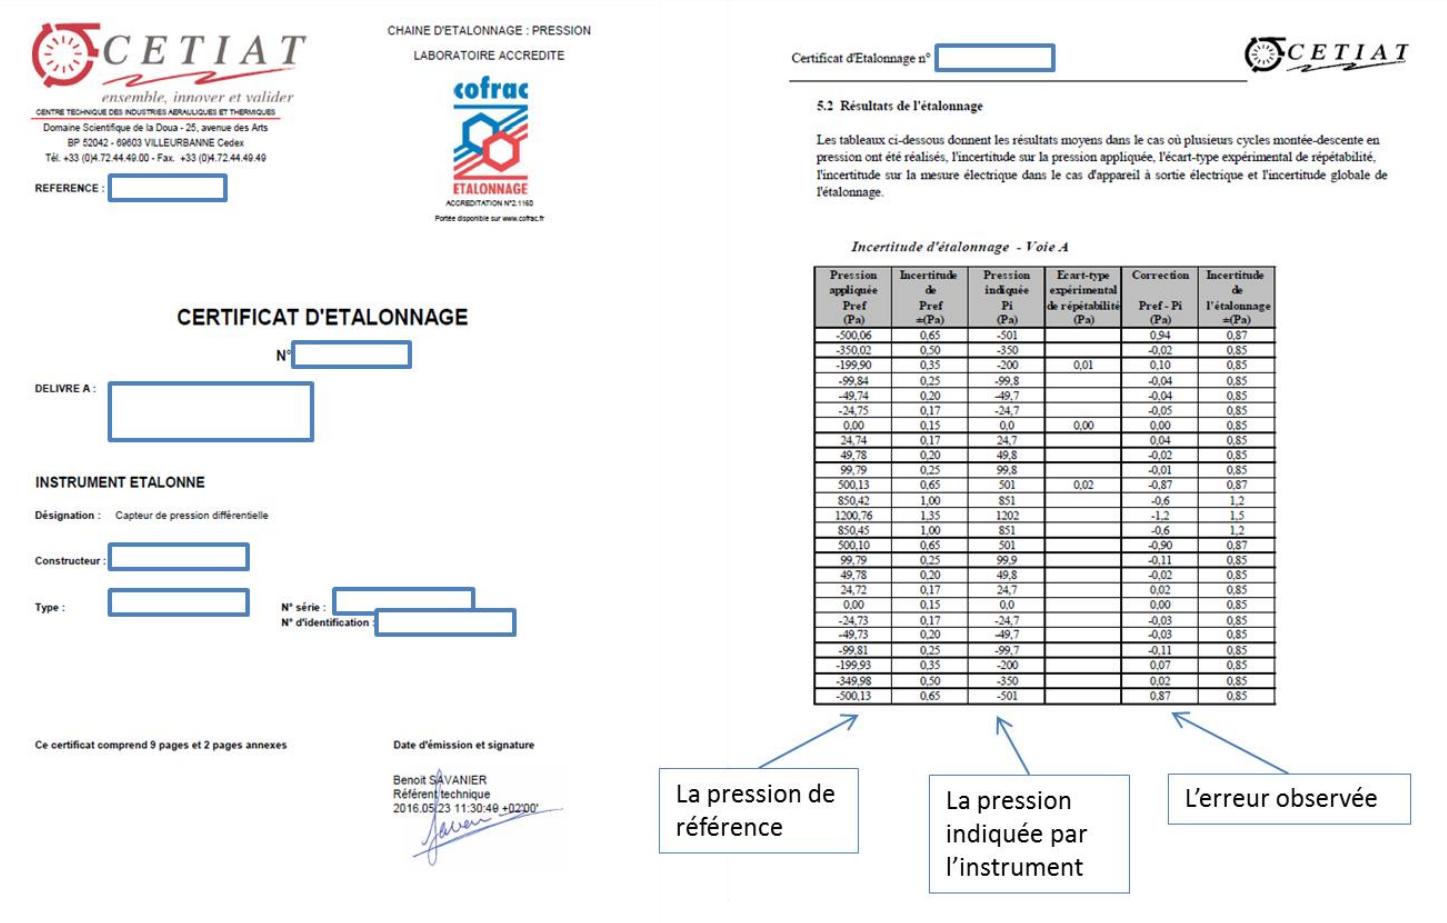 CETIAT
ensemble, innover et valider
CENTRE TECHNIQUE DES INDUSTRIES AERAULIQUES ET THERMIQUES
Domaine Scientifique de la Doua - 25, avenue des Arts
BP 52042 - 69603 VILLEURBANNE Cedex
Tél. +33 (0)4.72.44.49.00 - Fax. +33 (0)4.72.44.49.49
REFERENCE :
CHAINE D'ETALONNAGE : PRESSION
LABORATOIRE ACCREDITE
cofrac
ETALONNAGE
ACCREDITATION N°2.1160
Portée disponible sur www.cofrac.fr
CERTIFICAT D'ETALONNAGE
N°
DELIVRE A :
INSTRUMENT ETALONNE
Désignation : Capteur de pression différentielle
Constructeur :
Type :
N° série :
N° d'identification :
Ce certificat comprend 9 pages et 2 pages annexes
Date d'émission et signature
Benoit SAVANIER
Référent technique
2016.05.23 11:30:49 +02'00'
Certificat d'Etalonnage n°
CETIAT
5.2 Résultats de l'étalonnage
Les tableaux ci-dessous donnent les résultats moyens dans le cas où plusieurs cycles montée-descente en
pression ont été réalisés, l'incertitude sur la pression appliquée, l'écart-type expérimental de répétabilité,
l'incertitude sur la mesure électrique dans le cas d'appareil à sortie électrique et l'incertitude globale de
l'étalonnage.
Incertitude d'étalonnage - Voie A
Pression Incertitude Pression Ecart-type Correction Incertitude
appliquée de indiquée expérimental de
Pref Pref Pi de répétabilité Pref - Pi l'étalonnage
(Pa) ±(Pa) (Pa) (Pa) (Pa) ±(Pa)
-500,06 0,65 -501 0,94 0,87
-350,02 0,50 -350 -0,02 0,85
-199,90 0,35 -200 0,01 0,10 0,85
-99,84 0,25 -99,8 -0,04 0,85
-49,74 0,20 -49,7 -0,04 0,85
-24,75 0,17 -24,7 -0,05 0,85
0,00 0,15 0,0 0,00 0,00 0,85
24,74 0,17 24,7 0,04 0,85
49,78 0,20 49,8 -0,02 0,85
99,79 0,25 99,8 -0,01 0,85
500,13 0,65 501 0,02 -0,87 0,87
850,42 1,00 851 -0,6 1,2
1200,76 1,35 1202 -1,2 1,5
850,45 1,00 851 -0,6 1,2
500,10 0,65 501 -0,90 0,87
99,79 0,25 99,9 -0,11 0,85
49,78 0,20 49,8 -0,02 0,85
24,72 0,17 24,7 0,02 0,85
0,00 0,15 0,0 0,00 0,85
-24,73 0,17 -24,7 -0,03 0,85
-49,73 0,20 -49,7 -0,03 0,85
-99,81 0,25 -99,7 -0,11 0,85
-199,93 0,35 -200 0,07 0,85
-349,98 0,50 -350 0,02 0,85
-500,13 0,65 -501 0,87 0,85
La pression de
référence
La pression
indiquée par
l'instrument
L'erreur observée